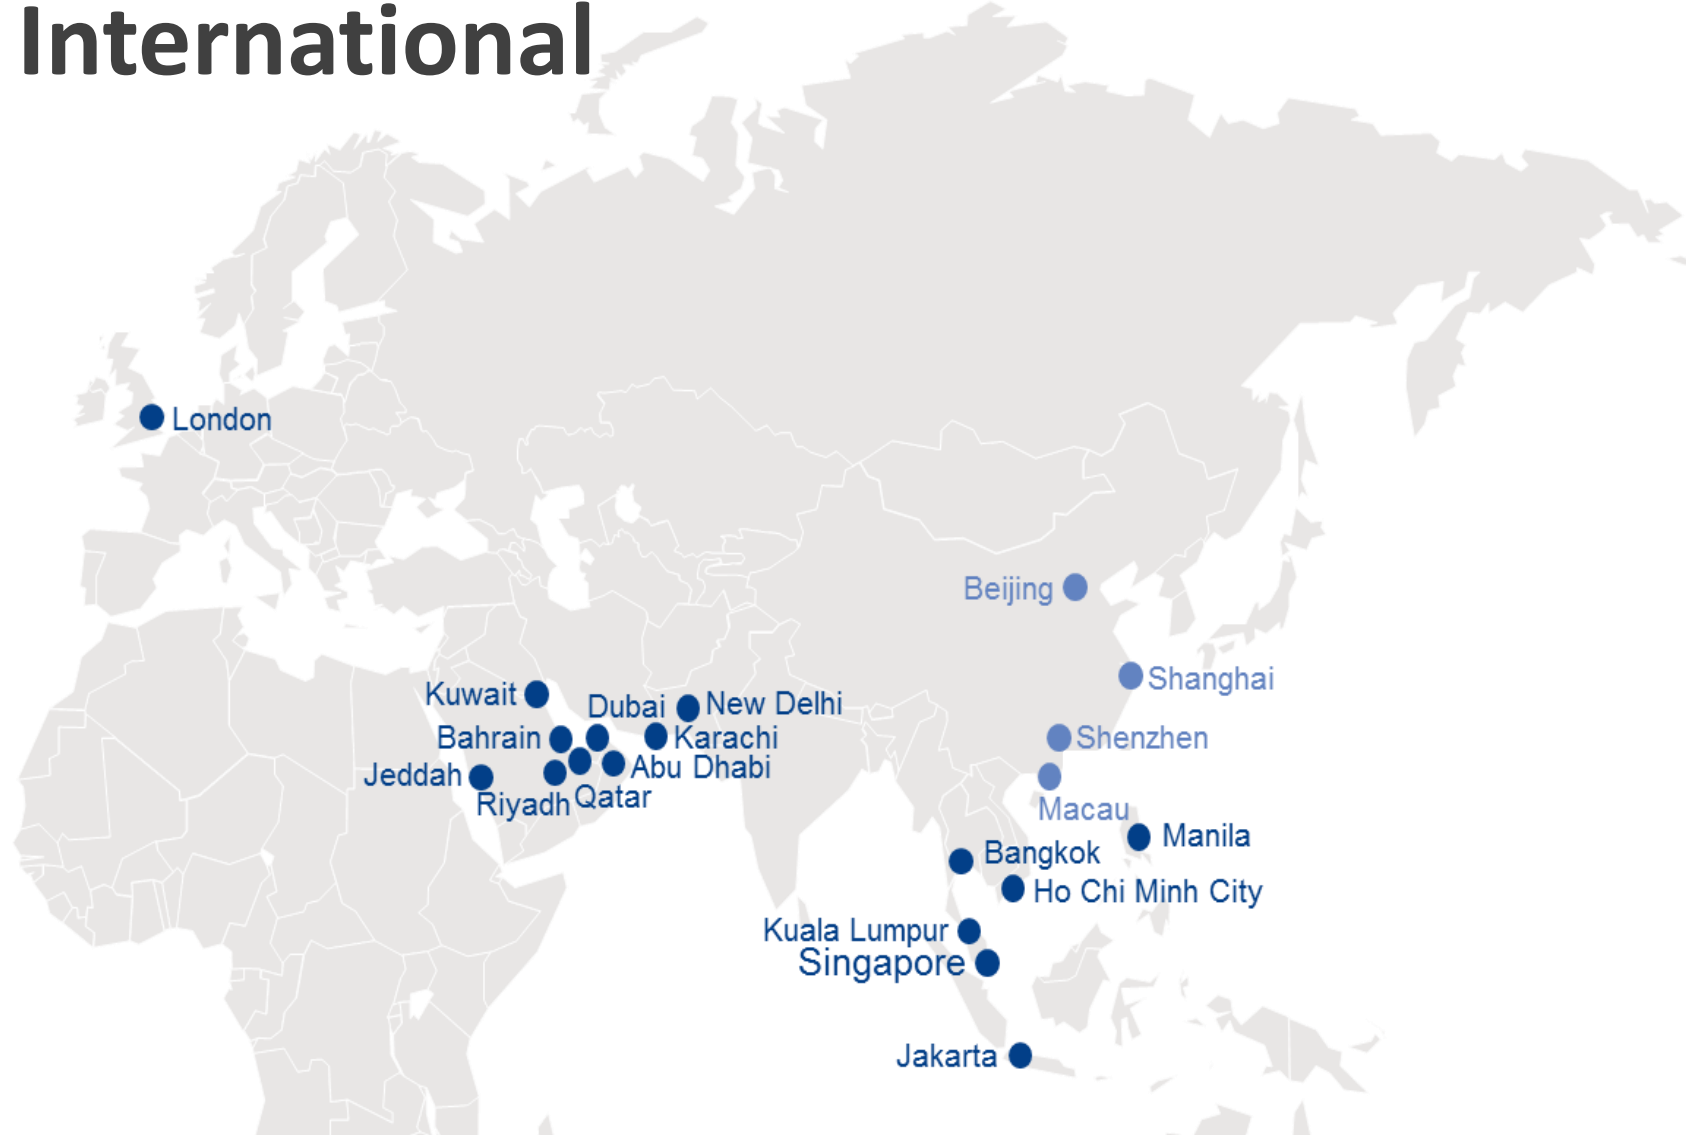 International
London
Beijing
Shanghai
Kuwait
Dubai
New Delhi
Bahrain
Karachi
Shenzhen
Jeddah
Abu Dhabi
Riyadh
Qatar
Macau
Manila
Bangkok
Ho Chi Minh City
Kuala Lumpur
Singapore
Jakarta